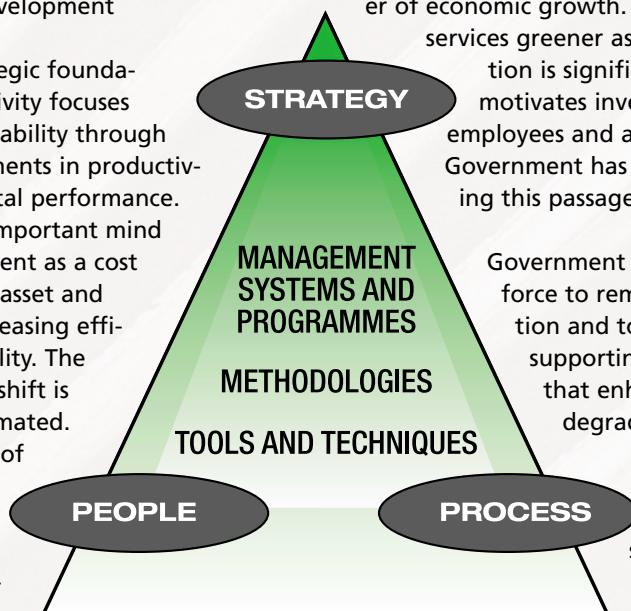 velopment
egic founda-
ivity focuses
ability through
ments in productiv-
tal performance.
mportant mind
ent as a cost
asset and
easing effi-
lity. The
shift is
mated.
of
STRATEGY
MANAGEMENT
SYSTEMS AND
PROGRAMMES
METHODOLOGIES
TOOLS AND TECHNIQUES
PEOPLE
PROCESS
er of economic growth.
services greener as
tion is signifi
motivates inve
employees and a
Government has
ing this passage
Government
force to rem
tion and to
supportin
that enh
degrad